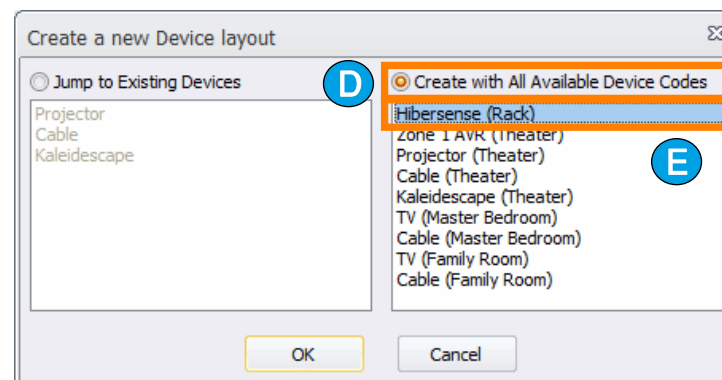 Create a new Device layout
Jump to Existing Devices
D
Create with All Available Device Codes
Projector
Cable
Kaleidescape
Hibersense (Rack)
Zone 1 AVR (Theater)
Projector (Theater)
Cable (Theater)
Kaleidescape (Theater)
TV (Master Bedroom)
Cable (Master Bedroom)
TV (Family Room)
Cable (Family Room)
E
OK
Cancel